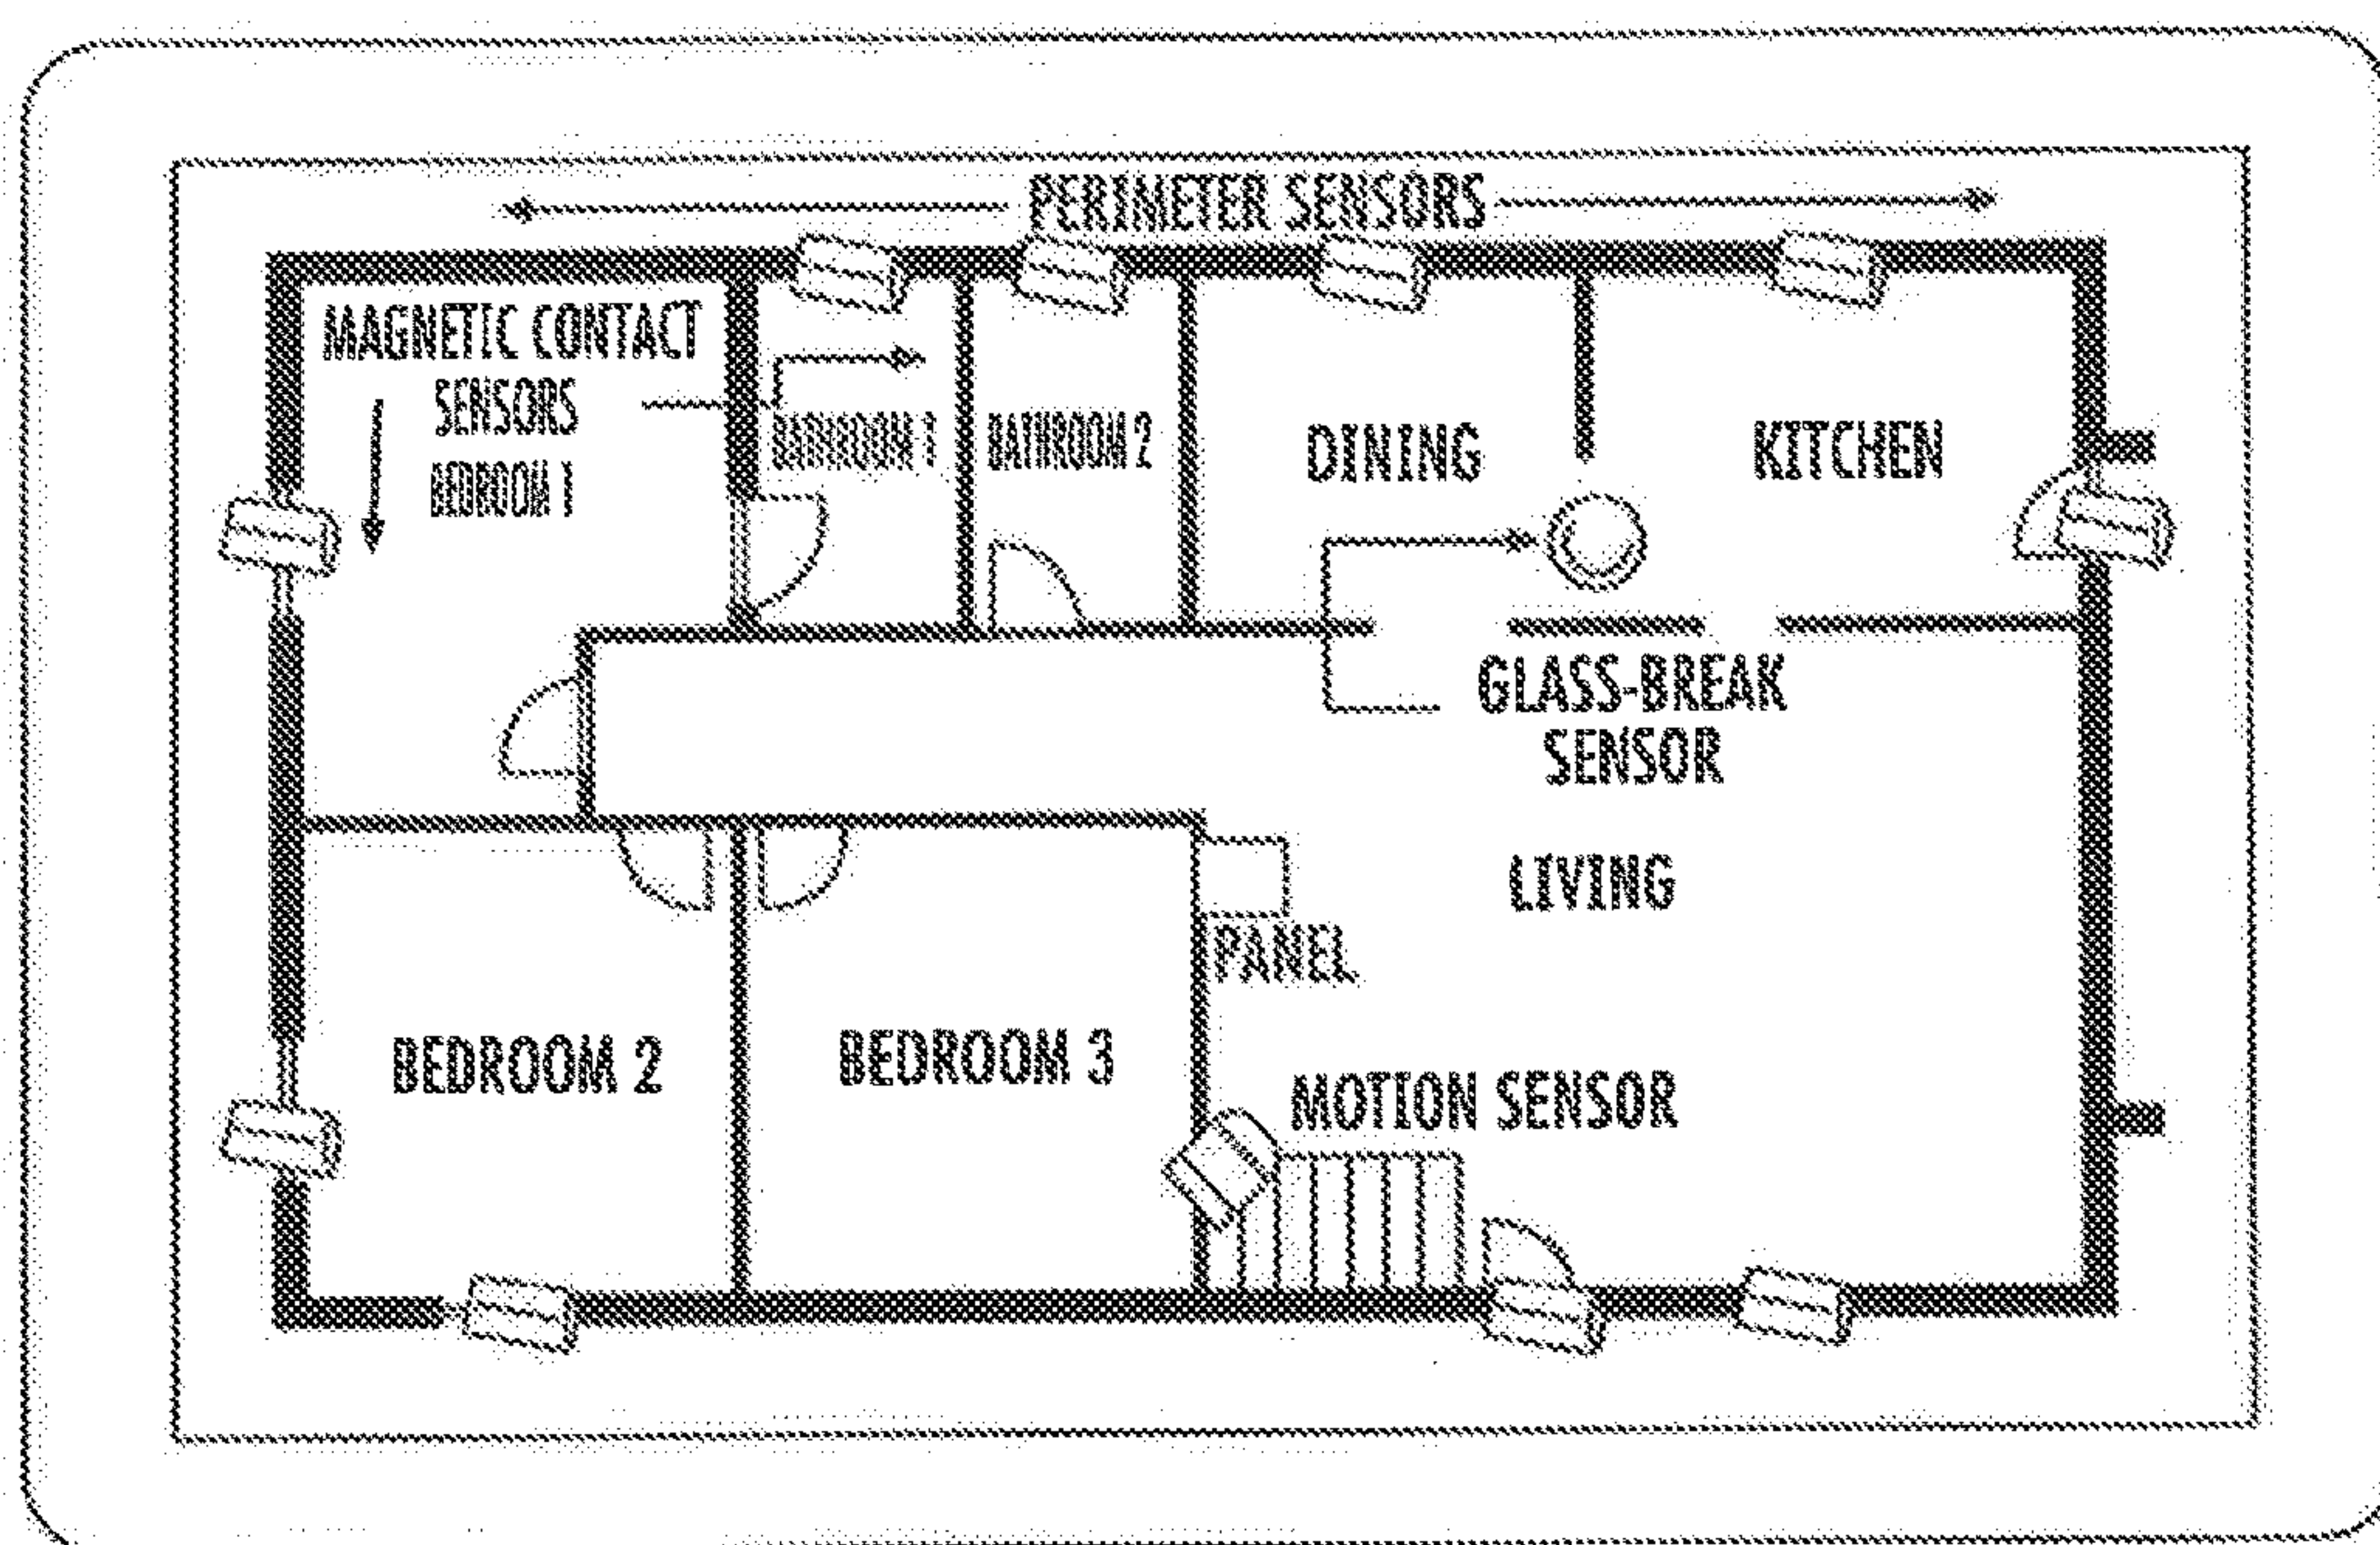 PERIMETER SENSORS
MAGNETIC CONTACT
SENSORS
BEDROOM 1
BATHROOM 1
BATHROOM 2
DINING
KITCHEN
GLASS-BREAK
SENSOR
LIVING
PANEL
BEDROOM 2
BEDROOM 3
MOTION SENSOR